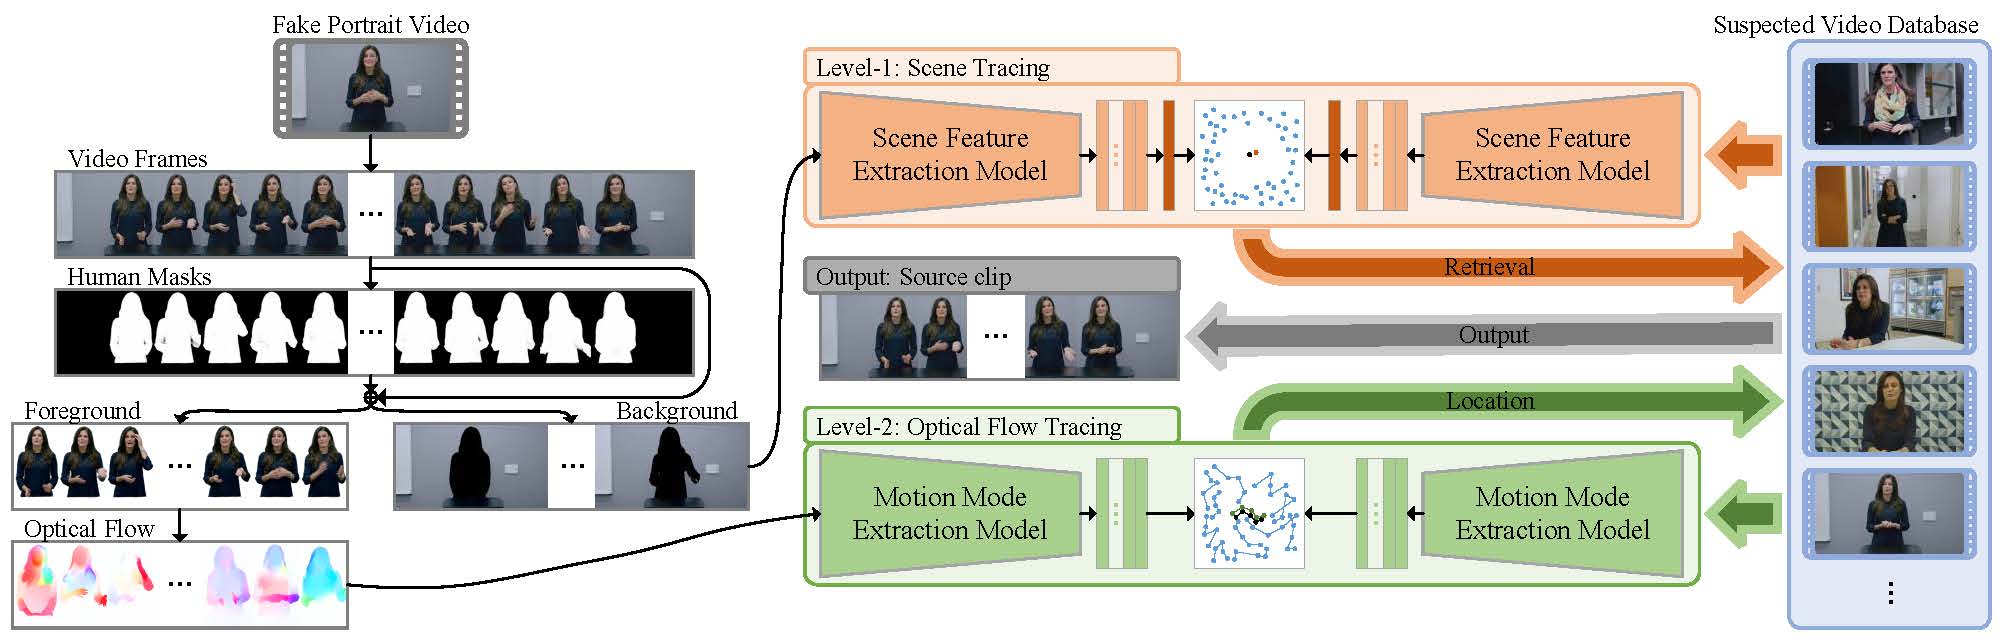 Fake Portrait Video
Video Frames
...
Human Masks
...
Foreground
...
Background
...
Optical Flow
...
Level-1: Scene Tracing
Scene Feature
Extraction Model
Scene Feature
Extraction Model
Retrieval
Output: Source clip
...
Output
Location
Level-2: Optical Flow Tracing
Motion Mode
Extraction Model
Motion Mode
Extraction Model
Suspected Video Database